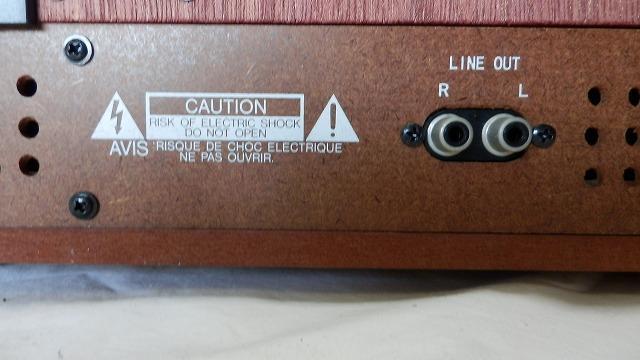 CAUTION
RISK OF ELECTRIC SHOCK
DO NOT OPEN
AVIS : RISQUE DE CHOC ELECTRIQUE
NE PAS OUVRIR.
LINE OUT
R L